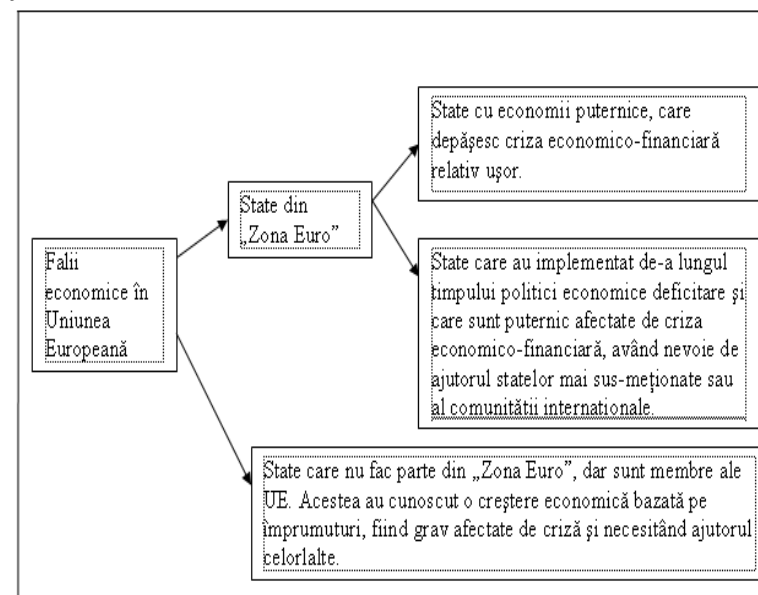 State cu economii puternice, care
depăşesc criza economico-financiară
relativ uşor.
State din
„Zona Euro”
Falii
economice în
Uniunea
Europeană
State care au implementat de-a lungul
timpului politici economice deficitare şi
care sunt puternic afectate de criza
economico-financiară, având nevoie de
ajutorul statelor mai sus-meţionate sau
al comunităţii internationale.
State care nu fac parte din „Zona Euro”, dar sunt membre ale
UE. Acestea au cunoscut o creştere economică bazată pe
împrumuturi, fiind grav afectate de criză şi necesitând ajutorul
celorlalte.